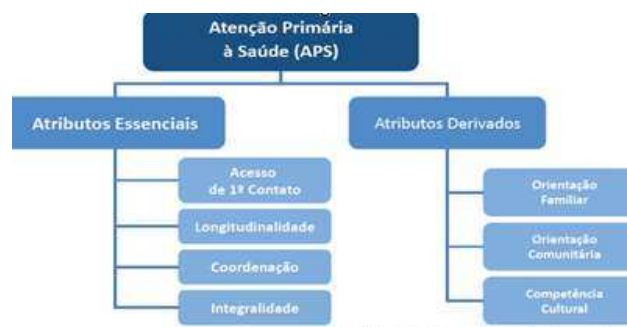 Atenção Primária
à Saúde (APS)
Atributos Essenciais
Acesso
de 1º Contato
Longitudinalidade
Coordenação
Integralidade
Atributos Derivados
Orientação
Familiar
Orientação
Comunitária
Competência
Cultural